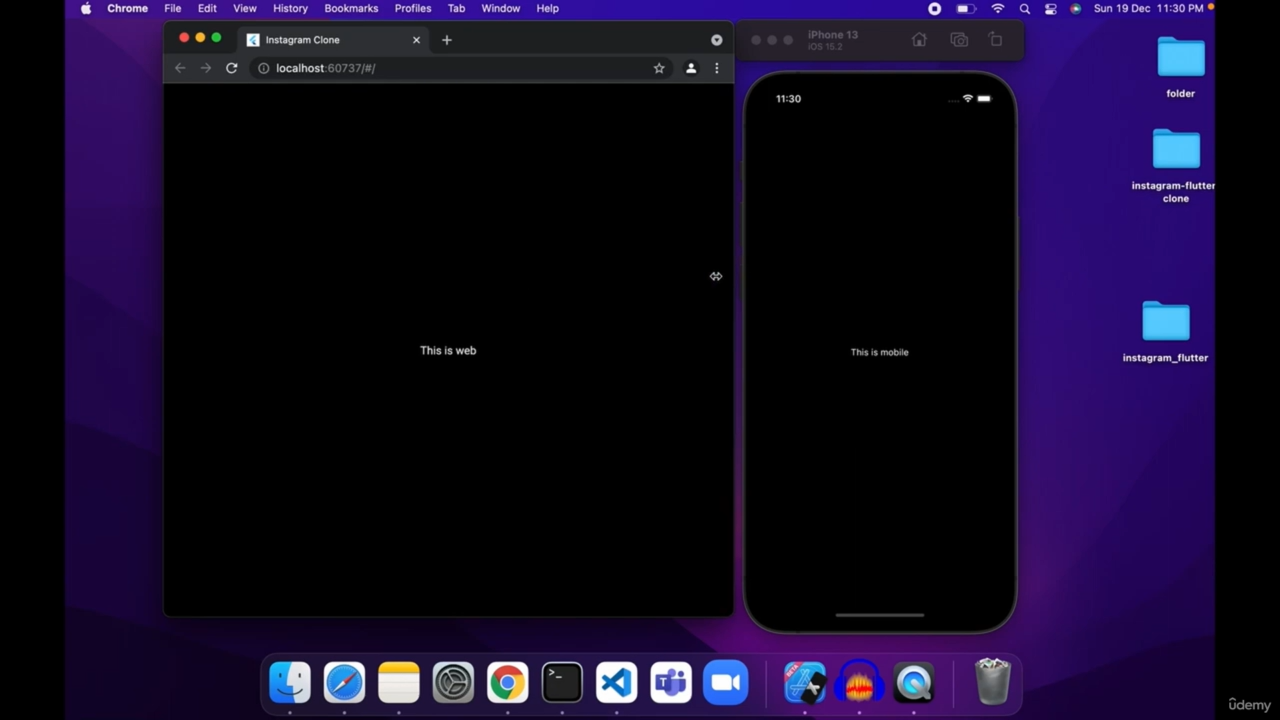 Chrome File Edit View History Bookmarks Profiles Tab Window Help Sun 19 Dec 11:30 PM
Instagram Clone
localhost:60737/#/
This is web
iPhone 13
iOS 15.2
11:30
This is mobile
folder
instagram-flutter
clone
instagram_flutter
BETA
ûdemy